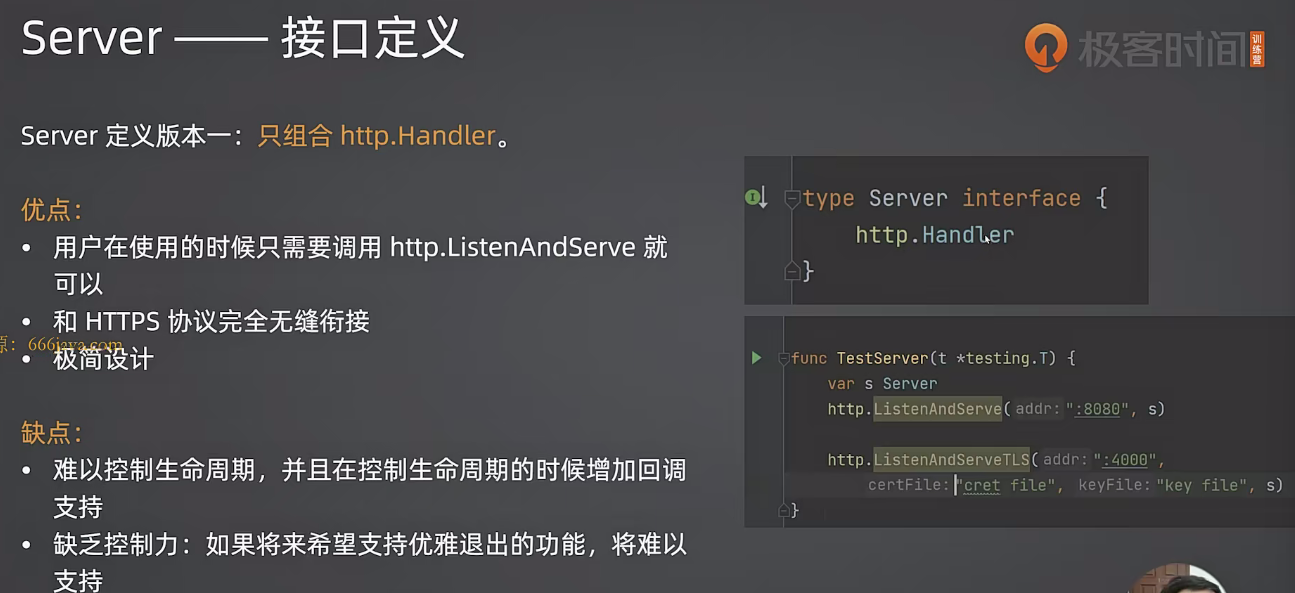 Server —— 接口定义
极客时间
训练营
Server 定义版本一：只组合 http.Handler。
优点：
• 用户在使用的时候只需要调用 http.ListenAndServe 就
可以
• 和 HTTPS 协议完全无缝衔接
源：666java.com
• 极简设计
缺点：
• 难以控制生命周期，并且在控制生命周期的时候增加回调
支持
• 缺乏控制力：如果将来希望支持优雅退出的功能，将难以
支持
type Server interface {
http.Handler
}
func TestServer(t *testing.T) {
var s Server
http.ListenAndServe( addr: ":8080", s)
http.ListenAndServeTLS( addr: ":4000",
certFile: "cret file", keyFile: "key file", s)
}